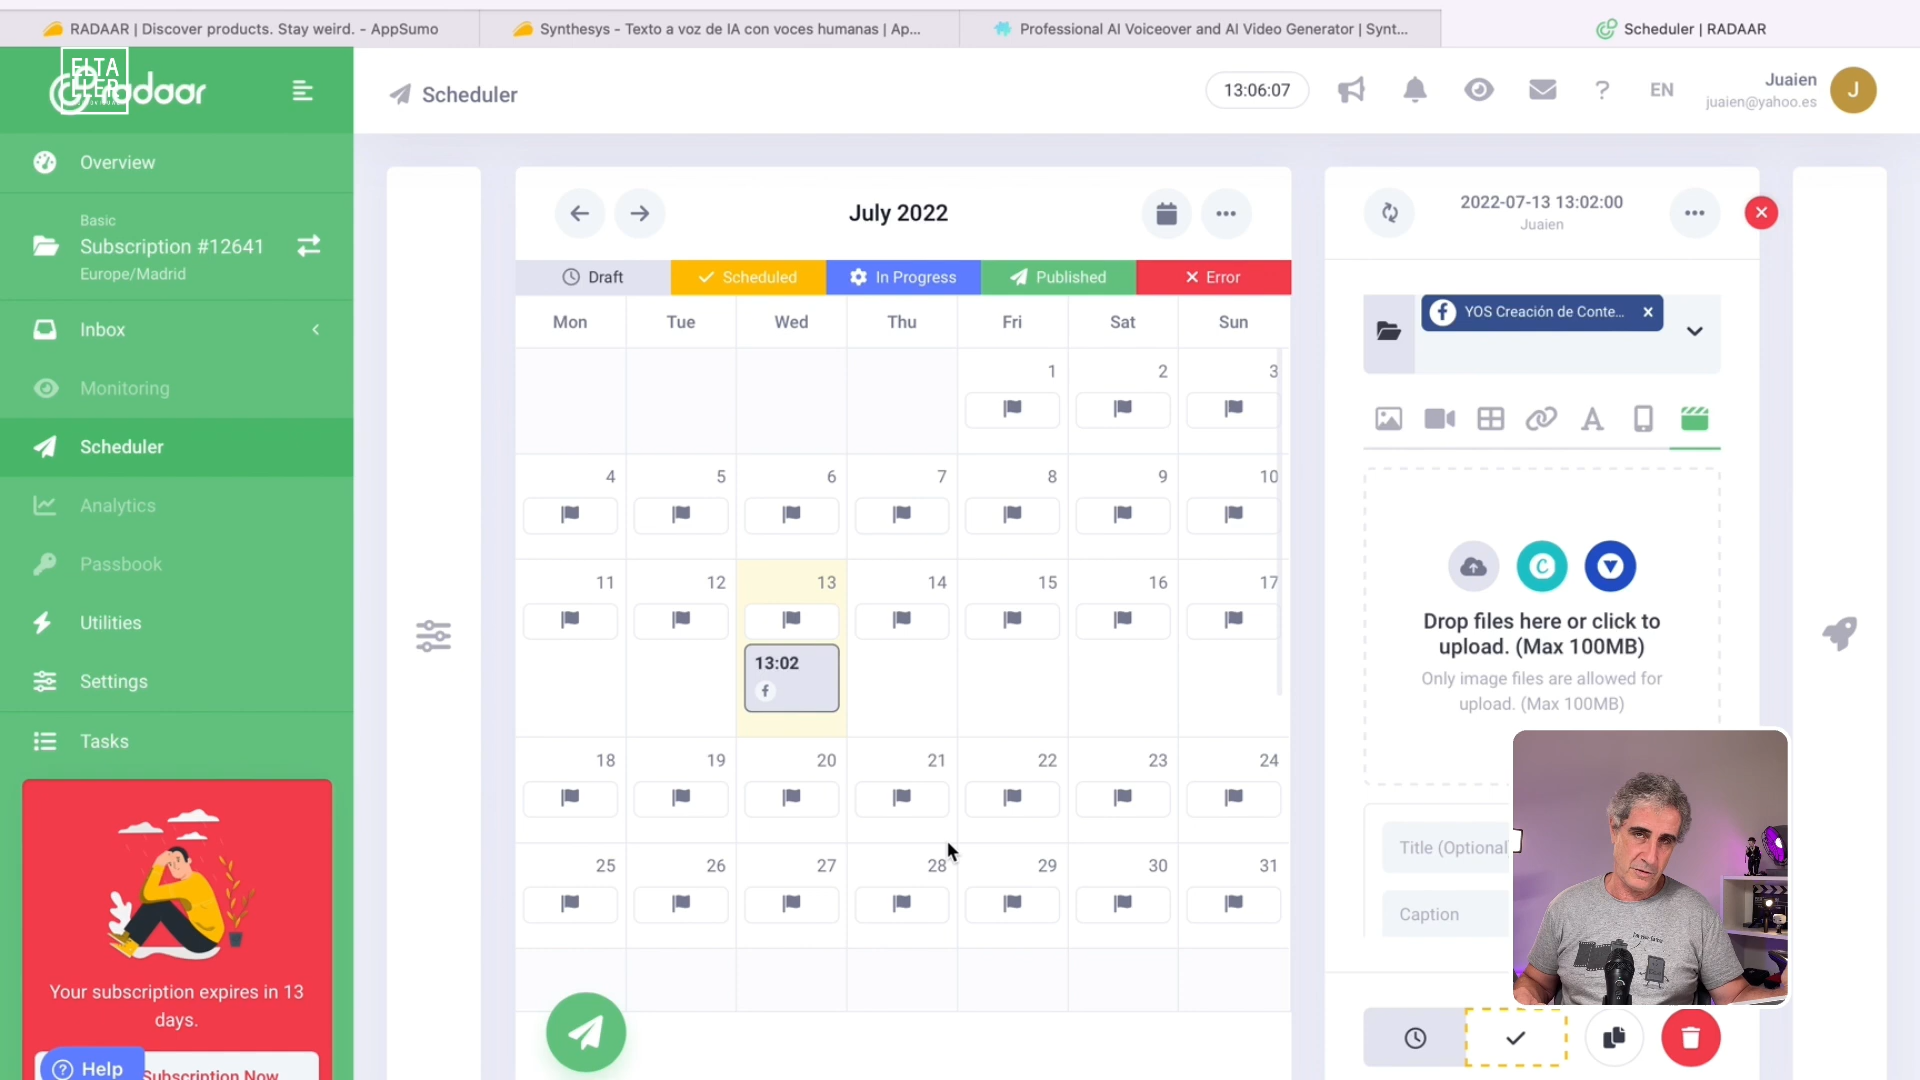 RADAAR | Discover products. Stay weird. - AppSumo
Synthesys - Texto a voz de IA con voces humanas | Ap...
Professional AI Voiceover and AI Video Generator | Synt...
Scheduler | RADAAR
ELTA
LLER
adaar
Scheduler
13:06:07
?
EN
Juaien
juaien@yahoo.es
J
Overview
Basic
Subscription #12641
Europe/Madrid
Inbox
Monitoring
Scheduler
Analytics
Passbook
Utilities
Settings
Tasks
Your subscription expires in 13
days.
Subscription Now
? Help
July 2022
Draft
Scheduled
In Progress
Published
Error
Mon
Tue
Wed
Thu
Fri
Sat
Sun
1
2
3
4
5
6
7
8
9
10
11
12
13
14
15
16
17
13:02
18
19
20
21
22
23
24
25
26
27
28
29
30
31
2022-07-13 13:02:00
Juaien
YOS Creación de Conte...
Drop files here or click to
upload. (Max 100MB)
Only image files are allowed for
upload. (Max 100MB)
Title (Optional
Caption